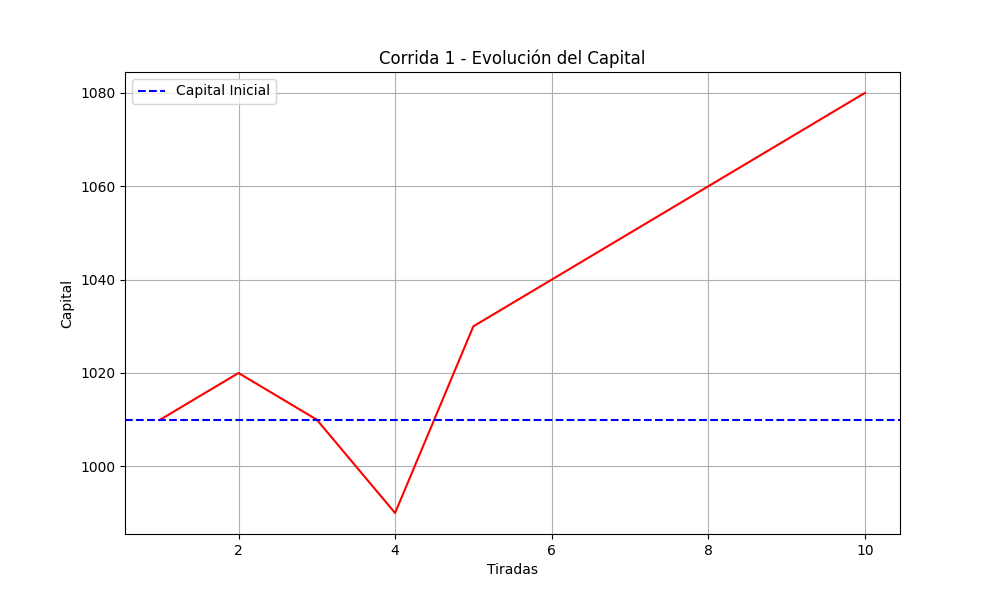 Corrida 1 - Evolución del Capital
Capital Inicial
1080
1060
1040
1020
1000
Capital
2 4 6 8 10
Tiradas